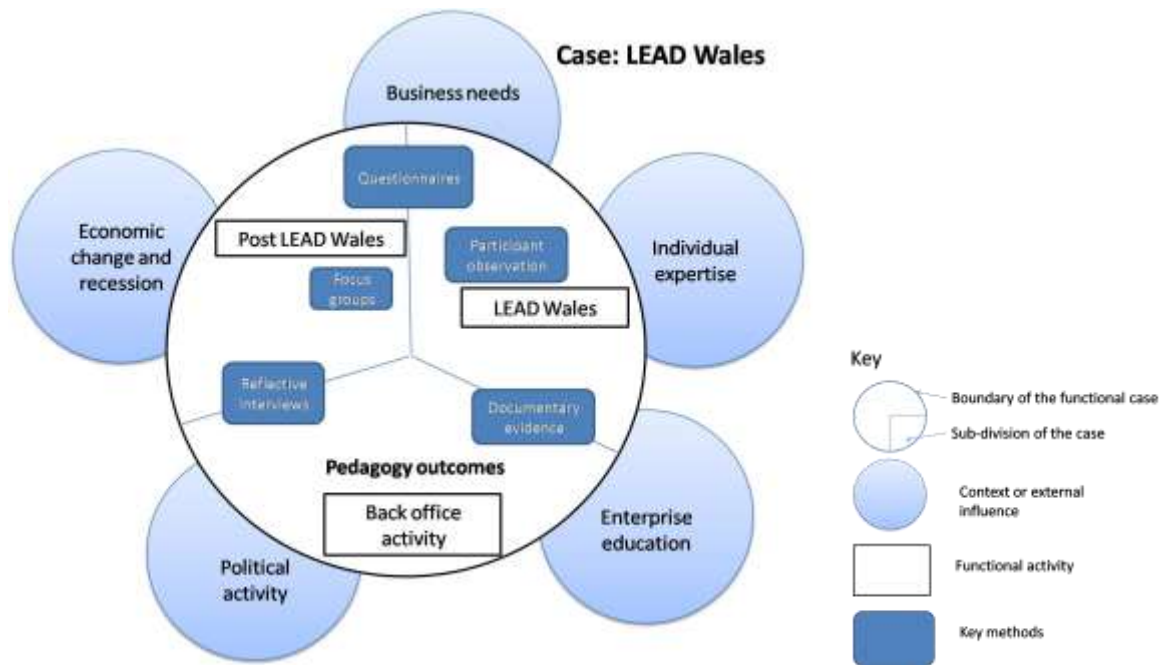 Case: LEAD Wales
Business needs
Questionnaires
Economic
change and
recession
Post LEAD Wales
Participant
observation
Individual
expertise
Focus
groups
LEAD Wales
Reflective
interviews
Documentary
evidence
Pedagogy outcomes
Back office
activity
Enterprise
education
Political
activity
Key
Boundary of the functional case
Sub-division of the case
Context or external
influence
Functional activity
Key methods